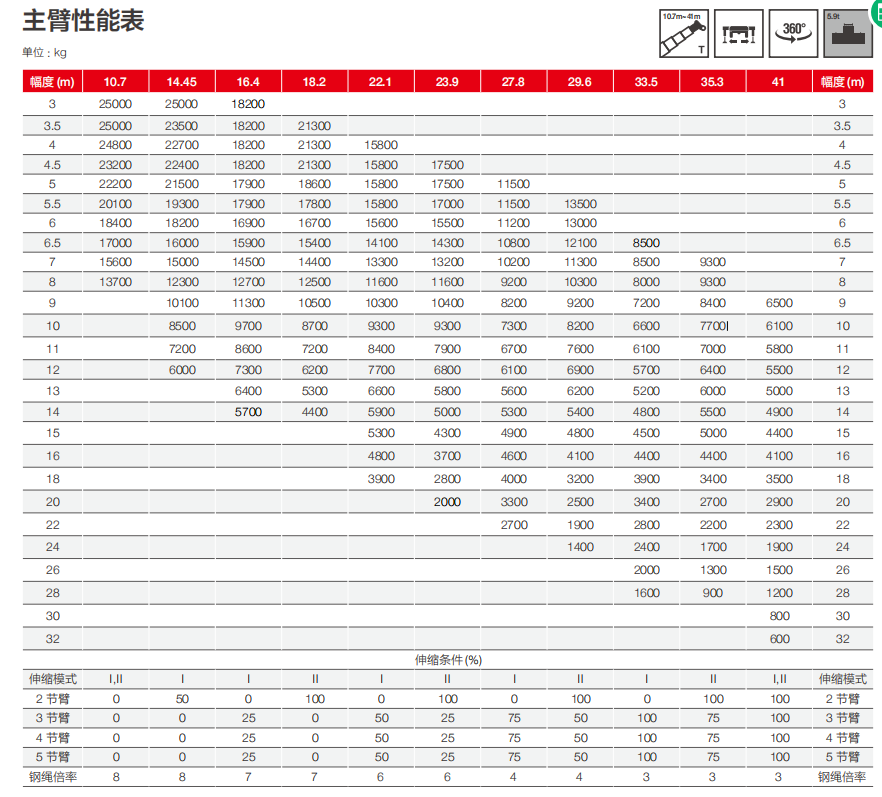 主臂性能表
单位：kg
10.7m~41m
T
360°
5.9t
幅度 (m) 10.7 14.45 16.4 18.2 22.1 23.9 27.8 29.6 33.5 35.3 41 幅度 (m)
3 25000 25000 18200 3
3.5 25000 23500 18200 21300 3.5
4 24800 22700 18200 21300 15800 4
4.5 23200 22400 18200 21300 15800 17500 4.5
5 22200 21500 17900 18600 15800 17500 11500 5
5.5 20100 19300 17900 17800 15800 17000 11500 13500 5.5
6 18400 18200 16900 16700 15600 15500 11200 13000 6
6.5 17000 16000 15900 15400 14100 14300 10800 12100 8500 6.5
7 15600 15000 14500 14400 13300 13200 10200 11300 8500 9300 7
8 13700 12300 12700 12500 11600 11600 9200 10300 8000 9300 8
9 10100 11300 10500 10300 10400 8200 9200 7200 8400 6500 9
10 8500 9700 8700 9300 9300 7300 8200 6600 7700l 6100 10
11 7200 8600 7200 8400 7900 6700 7600 6100 7000 5800 11
12 6000 7300 6200 7700 6800 6100 6900 5700 6400 5500 12
13 6400 5300 6600 5800 5600 6200 5200 6000 5000 13
14 5700 4400 5900 5000 5300 5400 4800 5500 4900 14
15 5300 4300 4900 4800 4500 5000 4400 15
16 4800 3700 4600 4100 4400 4400 4100 16
18 3900 2800 4000 3200 3900 3400 3500 18
20 2000 3300 2500 3400 2700 2900 20
22 2700 1900 2800 2200 2300 22
24 1400 2400 1700 1900 24
26 2000 1300 1500 26
28 1600 900 1200 28
30 800 30
32 600 32
伸缩条件 (%)
伸缩模式 I,II I I II I II I II I II I,II 伸缩模式
2 节臂 0 50 0 100 0 100 0 100 0 100 100 2 节臂
3 节臂 0 0 25 0 50 25 75 50 100 75 100 3 节臂
4 节臂 0 0 25 0 50 25 75 50 100 75 100 4 节臂
5 节臂 0 0 25 0 50 25 75 50 100 75 100 5 节臂
钢绳倍率 8 8 7 7 6 6 4 4 3 3 3 钢绳倍率